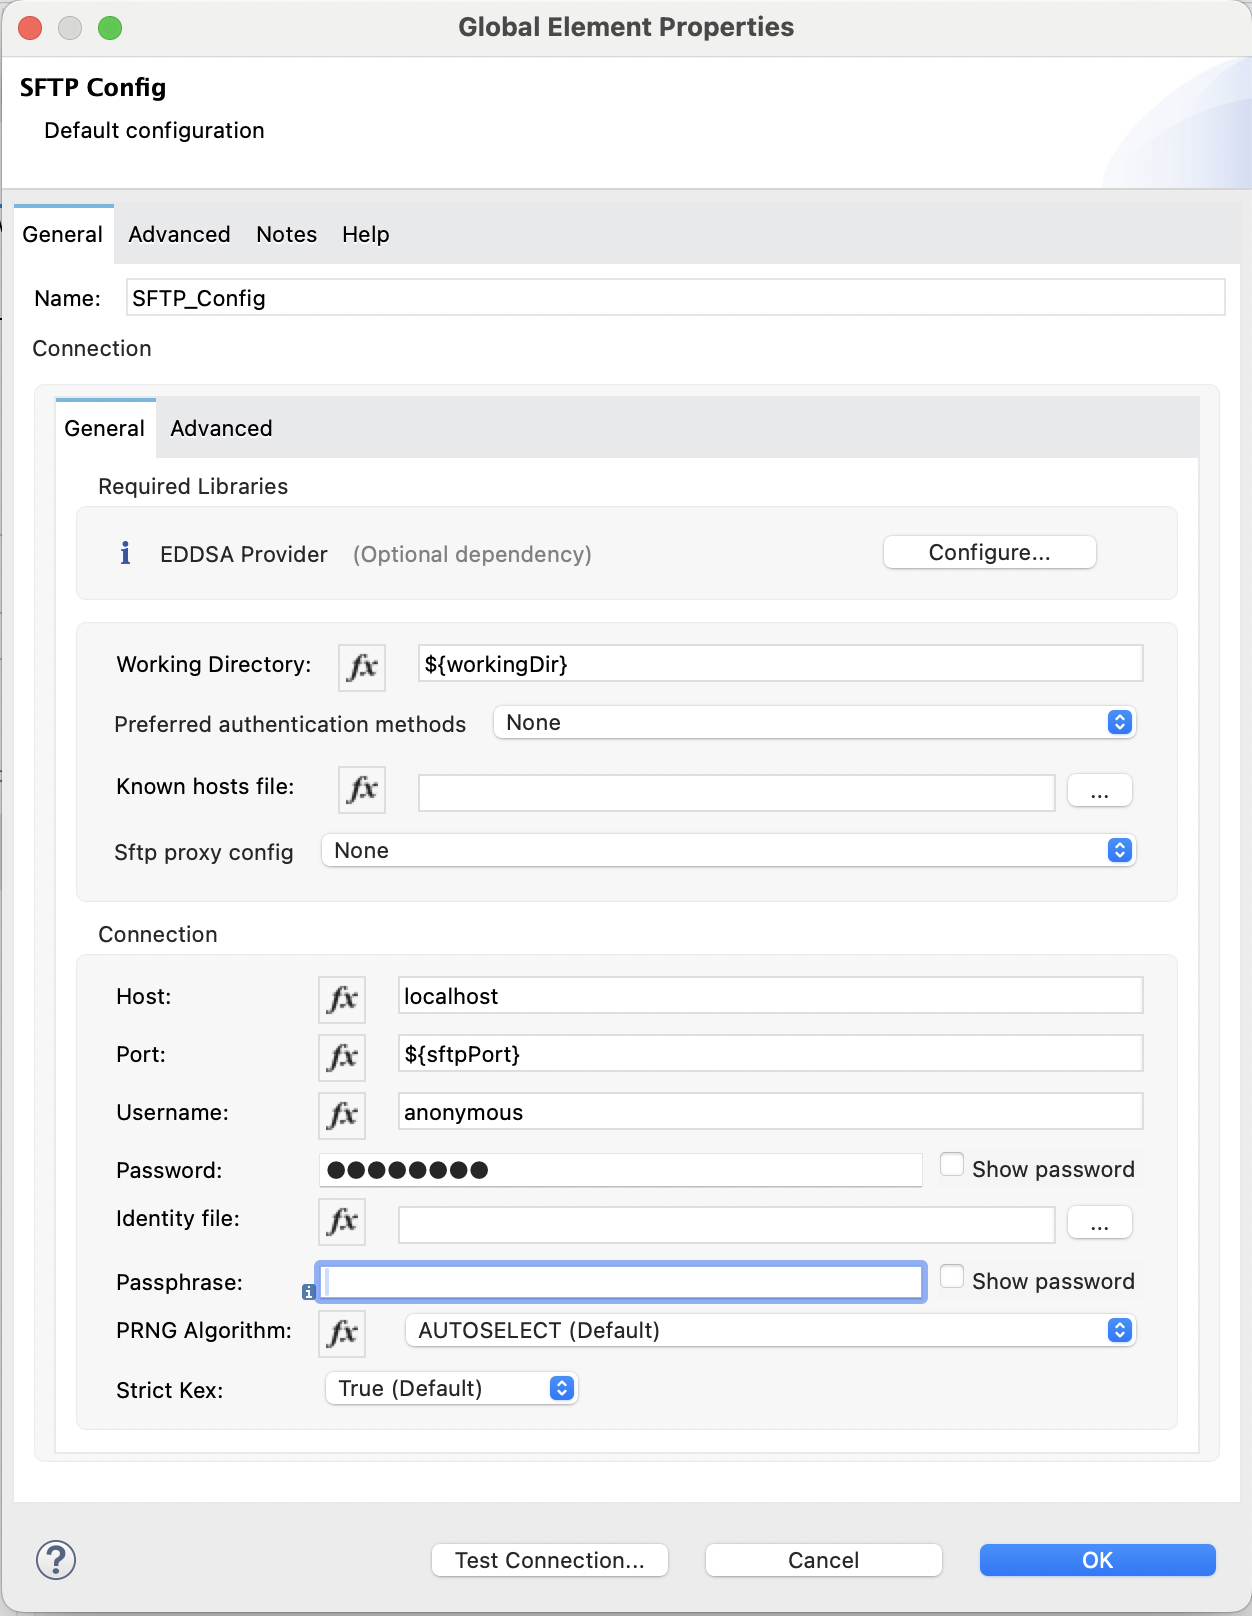 Global Element Properties
SFTP Config
Default configuration
General Advanced Notes Help
Name: SFTP_Config
Connection
General Advanced
Required Libraries
i EDDSA Provider (Optional dependency) Configure...
Working Directory: fx ${workingDir}
Preferred authentication methods None
Known hosts file: fx ...
Sftp proxy config None
Connection
Host: fx localhost
Port: fx ${sftpPort}
Username: fx anonymous
Password: ●●●●●●●● Show password
Identity file: fx ...
Passphrase: i Show password
PRNG Algorithm: fx AUTOSELECT (Default)
Strict Kex: True (Default)
? Test Connection... Cancel OK